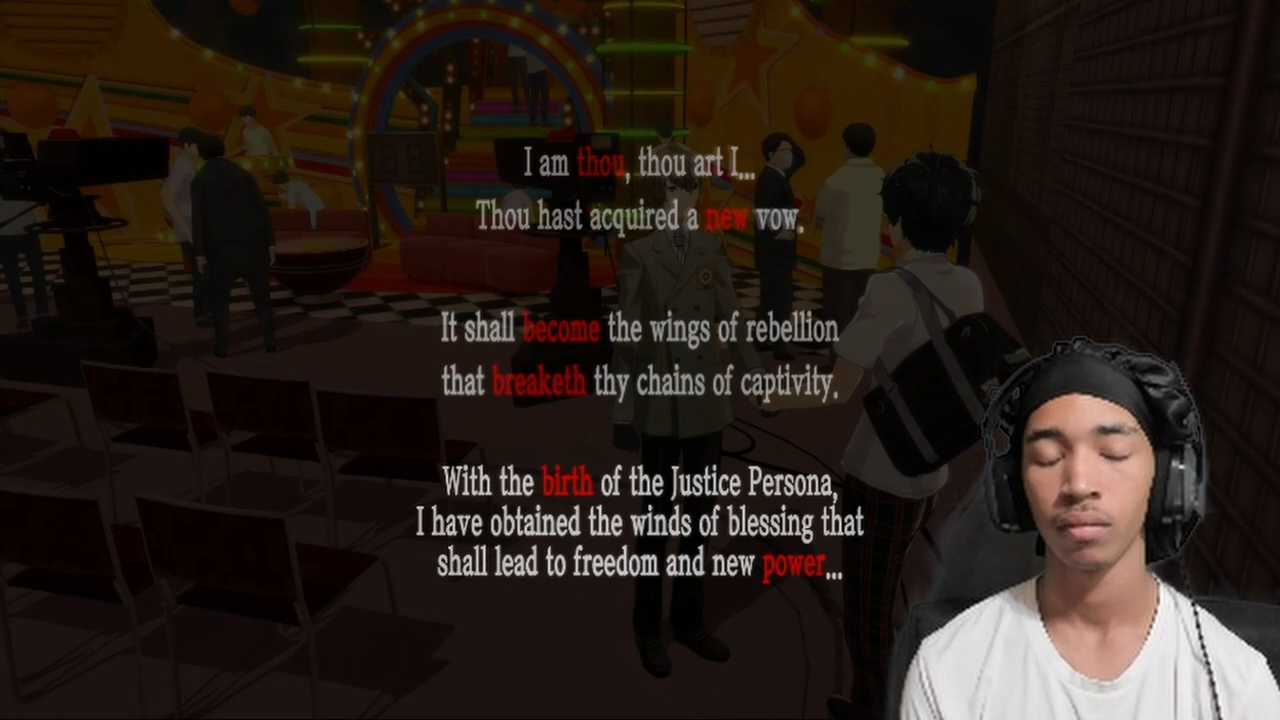 I am thou, thou art I...
Thou hast acquired a new vow.
It shall become the wings of rebellion
that breaketh thy chains of captivity.
With the birth of the Justice Persona,
I have obtained the winds of blessing that
shall lead to freedom and new power...